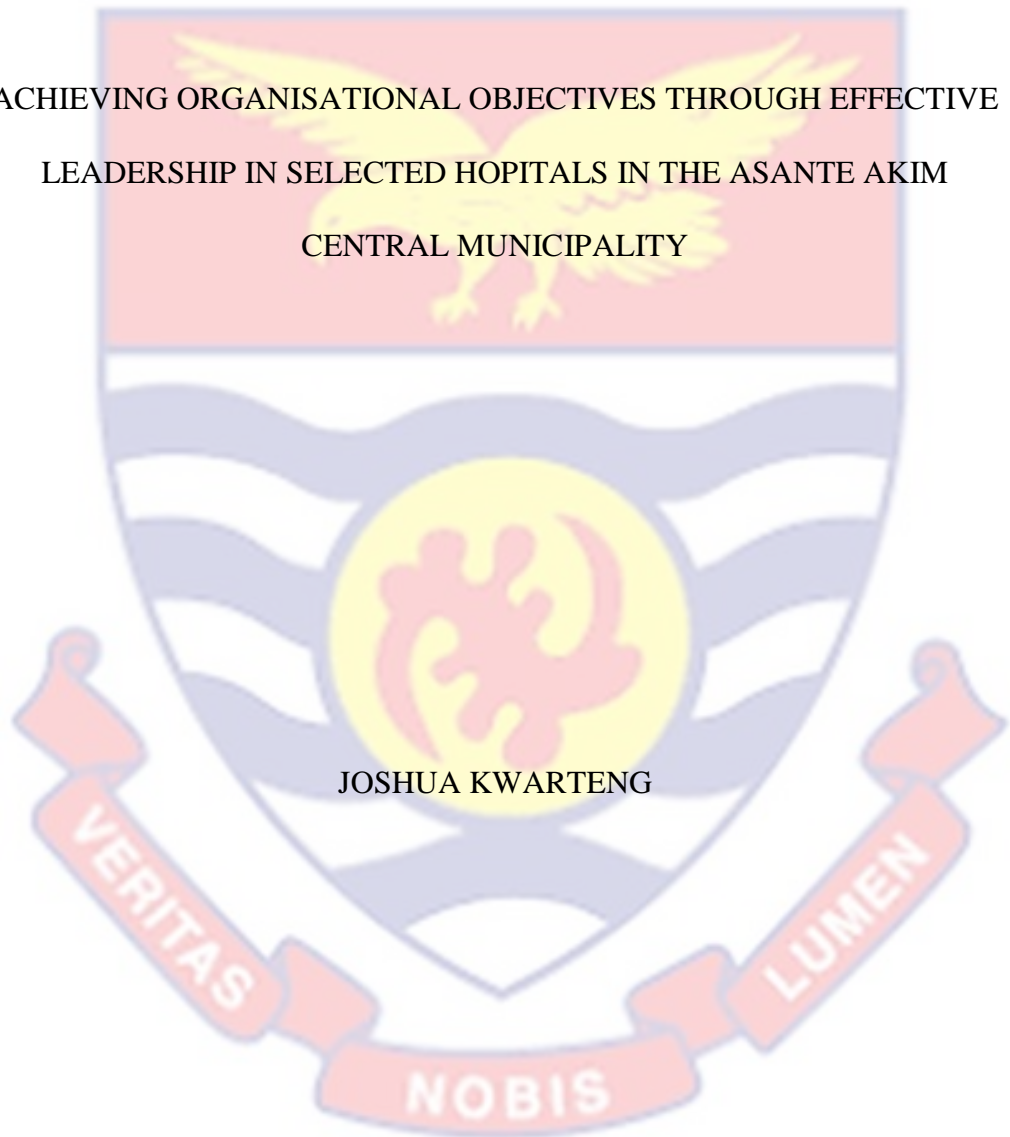 ACHIEVING ORGANISATIONAL OBJECTIVES THROUGH EFFECTIVE
LEADERSHIP IN SELECTED HOPITALS IN THE ASANTE AKIM
CENTRAL MUNICIPALITY
JOSHUA KWARTENG
VERITAS
NOBIS
LUMEN